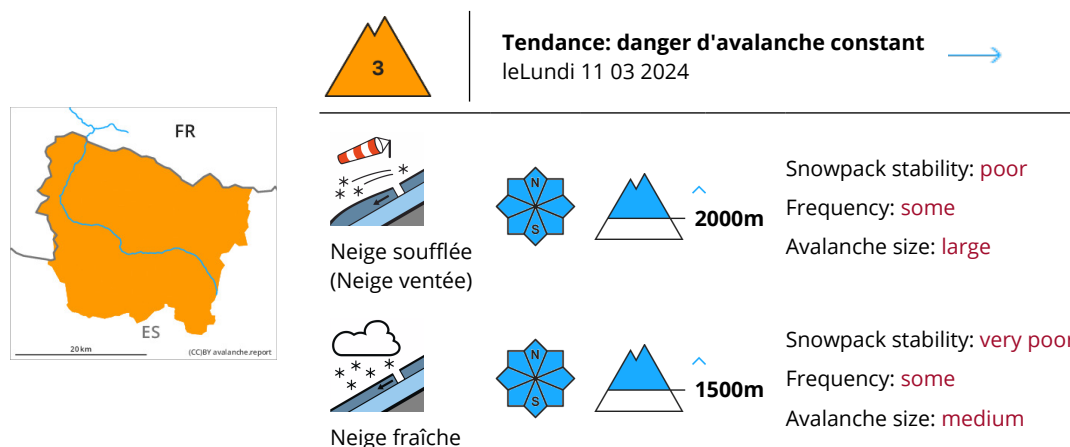 3
Tendance: danger d'avalanche constant
leLundi 11 03 2024
FR
ES
20 km
(CC)BY avalanche.report
N
S
2000m
Snowpack stability: poor
Frequency: some
Avalanche size: large
Neige soufflée
(Neige ventée)
N
S
1500m
Snowpack stability: very poor
Frequency: some
Avalanche size: medium
Neige fraîche